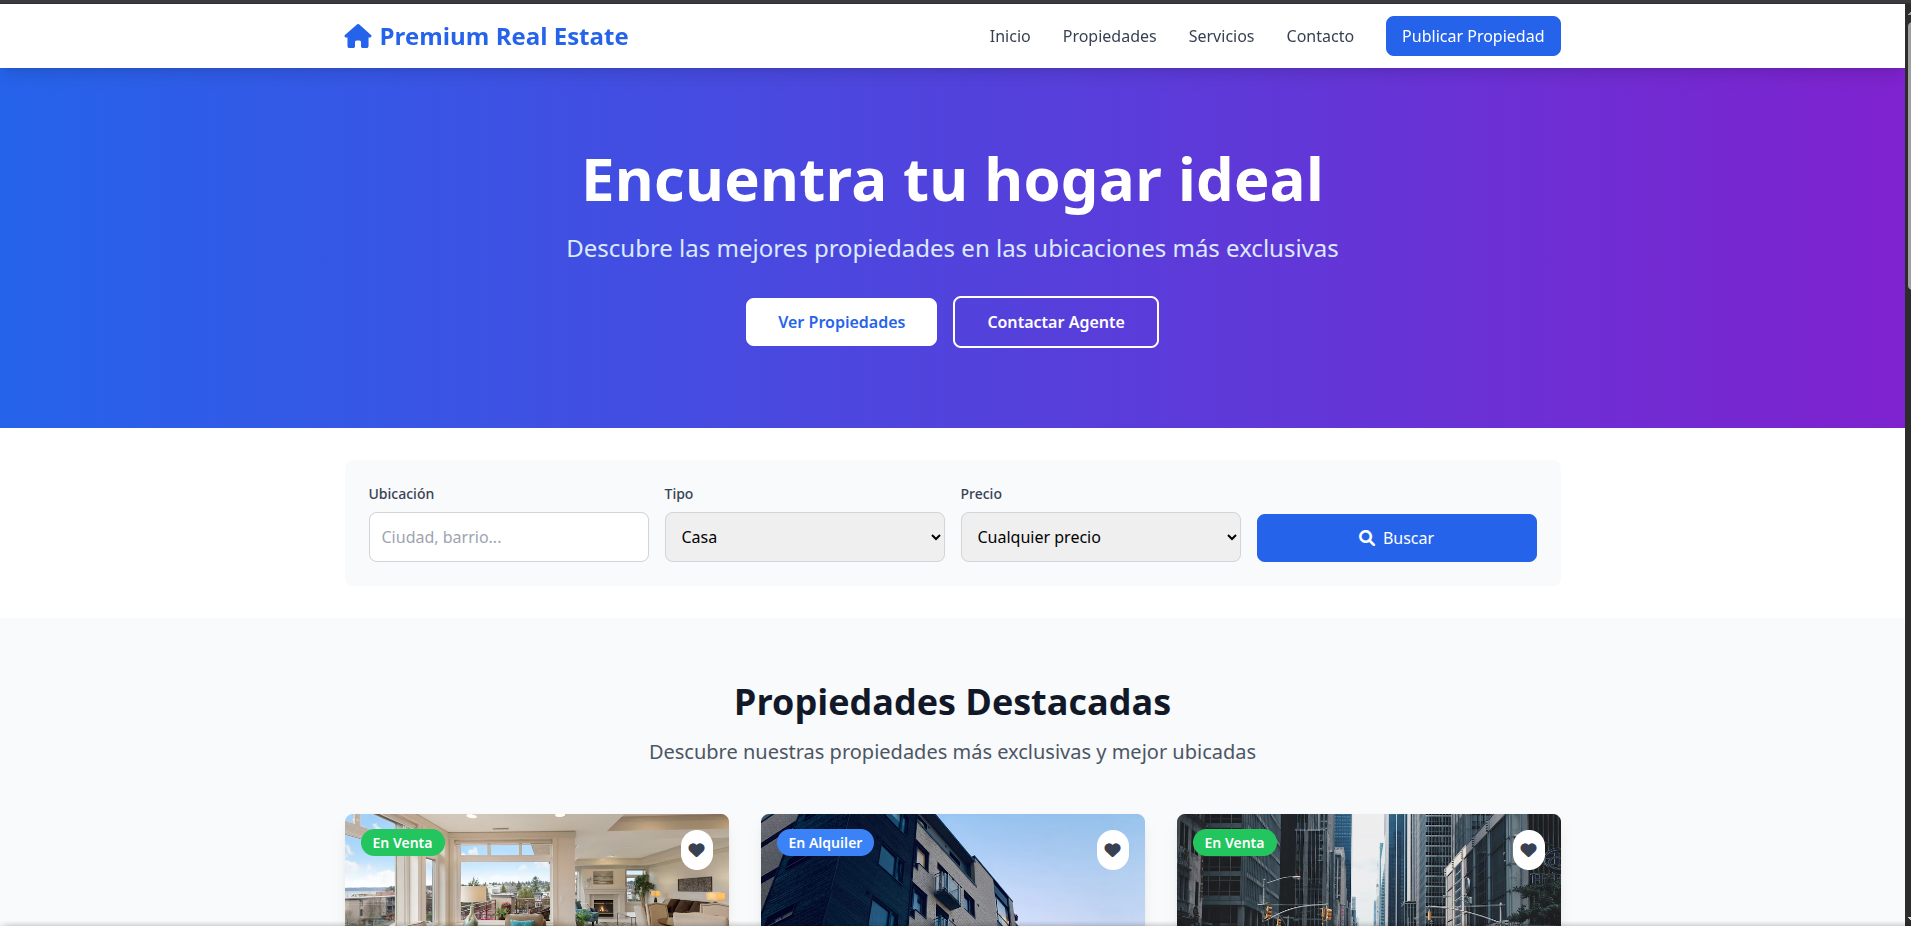 Premium Real Estate
Inicio
Propiedades
Servicios
Contacto
Publicar Propiedad
Encuentra tu hogar ideal
Descubre las mejores propiedades en las ubicaciones más exclusivas
Ver Propiedades
Contactar Agente
Ubicación
Tipo
Precio
Ciudad, barrio...
Casa
Cualquier precio
Buscar
Propiedades Destacadas
Descubre nuestras propiedades más exclusivas y mejor ubicadas
En Venta
En Alquiler
En Venta